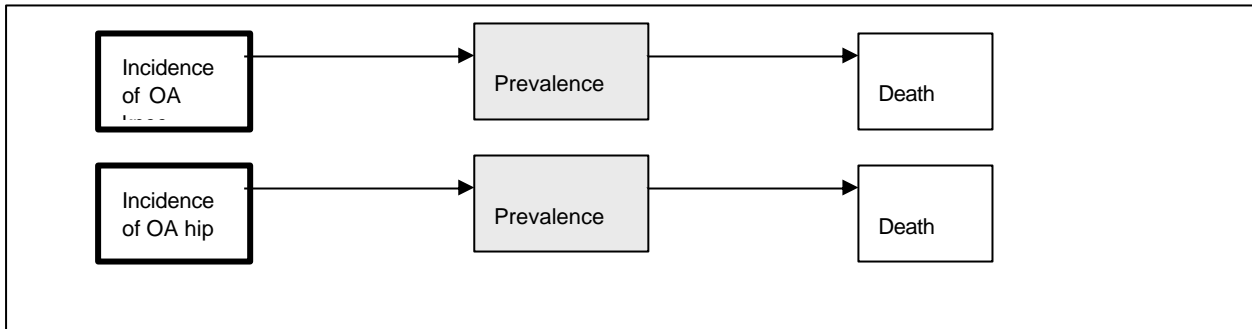 Incidence
of OA
Prevalence
Death
Incidence
of OA hip
Prevalence
Death